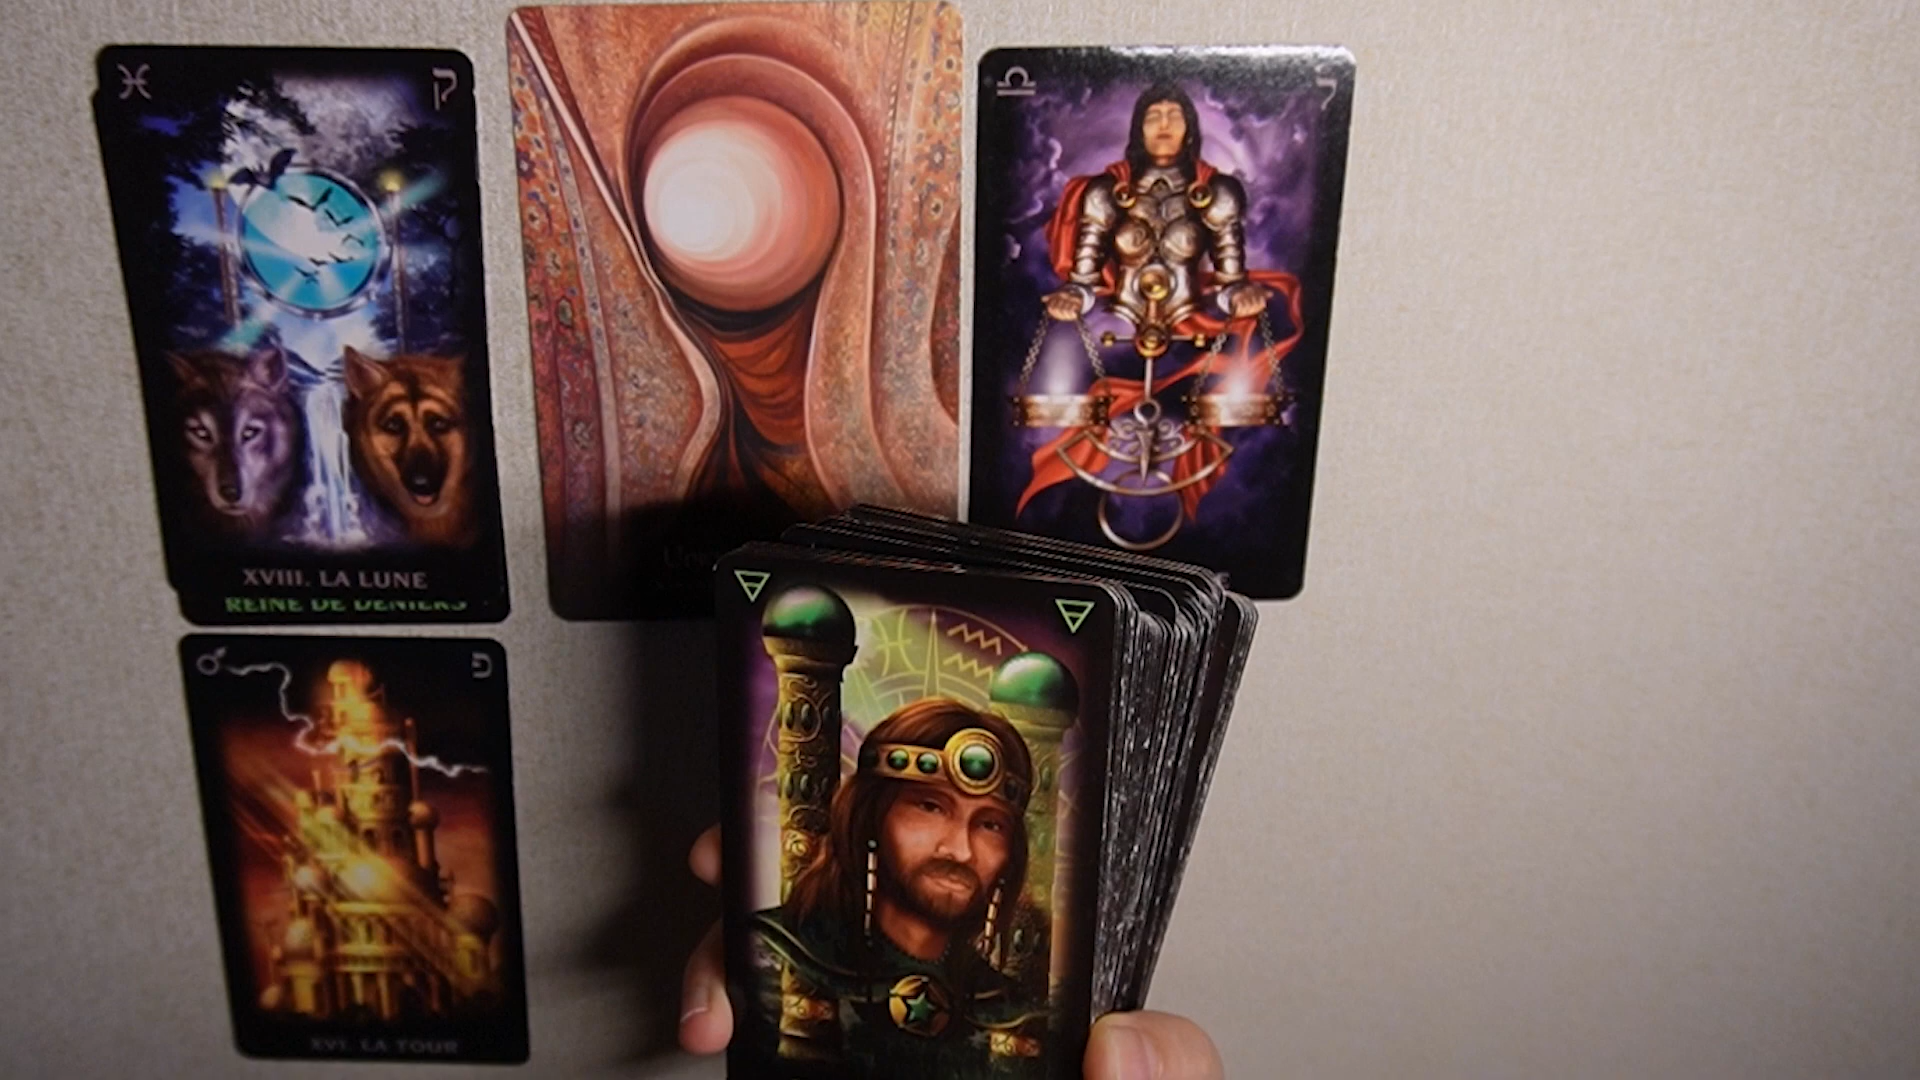 ק
ל
XVIII. LA LUNE
REINE DE DENIERS
פ
XVI. LA TOUR